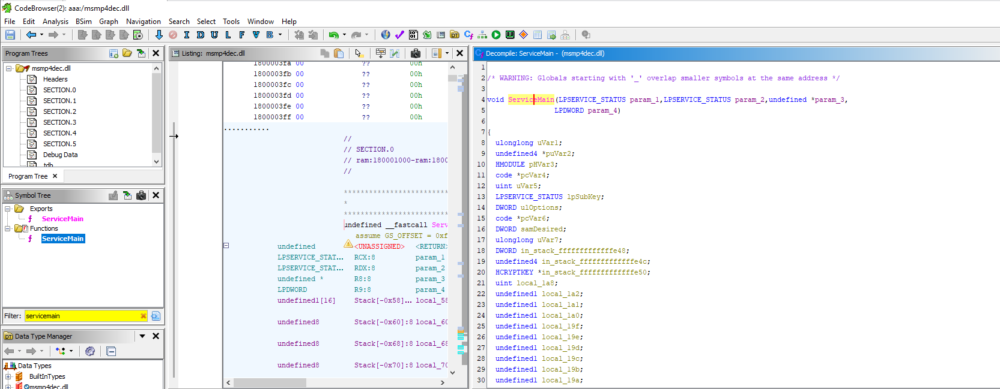 CodeBrowser(2): aaa:/msmp4dec.dll
File Edit Analysis BSim Graph Navigation Search Select Tools Window Help
I D U L F V B
Program Trees
msmp4dec.dll
Headers
SECTION.0
SECTION.1
SECTION.2
SECTION.3
SECTION.4
SECTION.5
Debug Data
tdb
Program Tree
Symbol Tree
Exports
ServiceMain
Functions
ServiceMain
Filter: servicemain
Data Type Manager
Data Types
BuiltInTypes
msmp4dec.dll
Listing: msmp4dec.dll
1800003fa 00 ?? 00h
1800003fb 00 ?? 00h
1800003fc 00 ?? 00h
1800003fd 00 ?? 00h
1800003fe 00 ?? 00h
1800003ff 00 ?? 00h
...........
//
// SECTION.0
// ram:180001000-ram:1800
//
*************************
*
*************************
undefined __fastcall Serv
assume GS_OFFSET = 0xf
undefined <UNASSIGNED> <RETURN>
LPSERVICE_STAT... RCX:8 param_1
LPSERVICE_STAT... RDX:8 param_2
undefined * R8:8 param_3
LPDWORD R9:8 param_4
undefined1[16] Stack[-0x58]... local_58
undefined8 Stack[-0x60]:8 local_60
undefined8 Stack[-0x68]:8 local_68
undefined8 Stack[-0x70]:8 local_70
Decompile: ServiceMain - (msmp4dec.dll)
1
2 /* WARNING: Globals starting with '_' overlap smaller symbols at the same address */
3
4 void ServiceMain(LPSERVICE_STATUS param_1,LPSERVICE_STATUS param_2,undefined *param_3,
5 LPDWORD param_4)
6
7 {
8 ulonglong uVar1;
9 undefined4 *puVar2;
10 HMODULE pHVar3;
11 code *pcVar4;
12 uint uVar5;
13 LPSERVICE_STATUS lpSubKey;
14 DWORD ulOptions;
15 code *pcVar6;
16 DWORD samDesired;
17 ulonglong uVar7;
18 DWORD in_stack_fffffffffffffe48;
19 undefined4 in_stack_fffffffffffffe4c;
20 HCRYPTKEY *in_stack_fffffffffffffe50;
21 uint local_1a8;
22 undefined1 local_1a2;
23 undefined1 local_1a1;
24 undefined1 local_1a0;
25 undefined1 local_19f;
26 undefined1 local_19e;
27 undefined1 local_19d;
28 undefined1 local_19c;
29 undefined1 local_19b;
30 undefined1 local_19a;